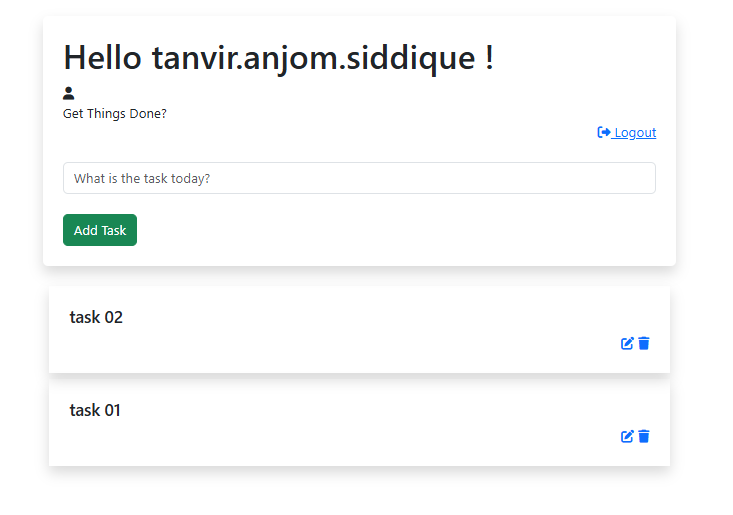 Hello tanvir.anjom.siddique !
Get Things Done?
Logout
What is the task today?
Add Task
task 02
task 01